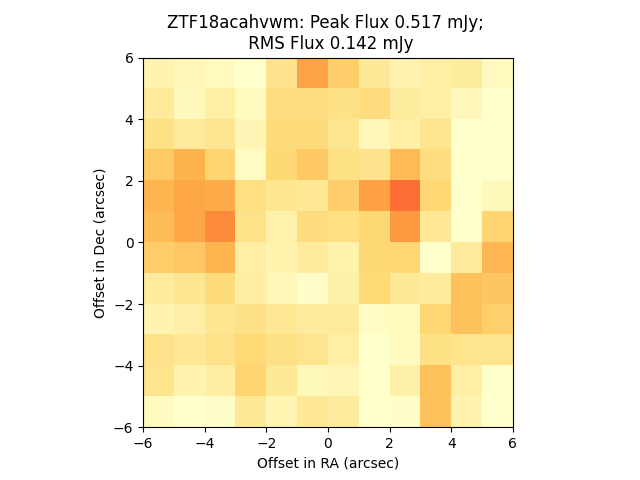 ZTF18acahvwm: Peak Flux 0.517 mJy;
RMS Flux 0.142 mJy
6
4
2
0
−2
−4
−6
Offset in Dec (arcsec)
−6 −4 −2 0 2 4 6
Offset in RA (arcsec)